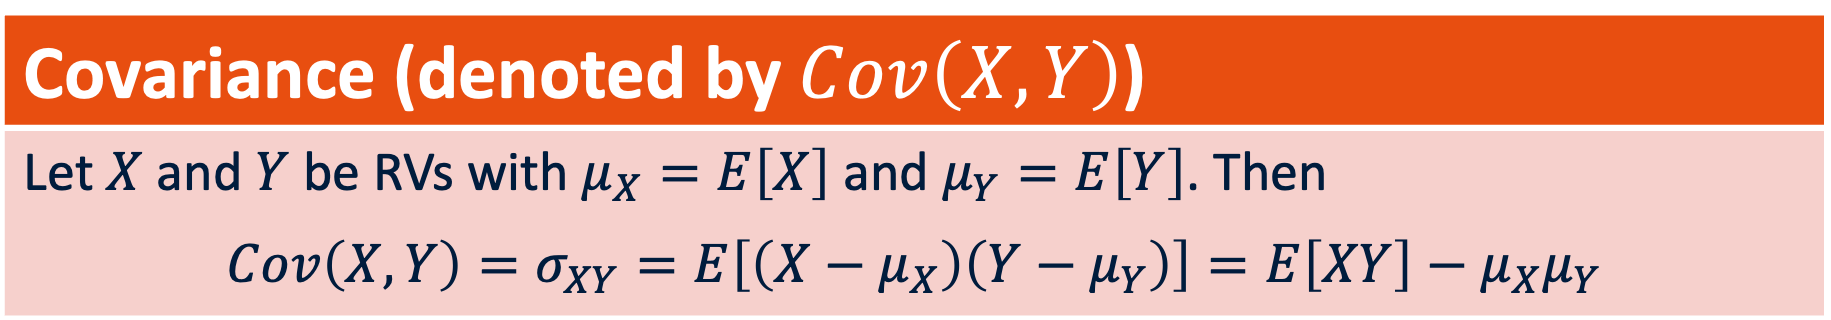 Covariance (denoted by 𝐶𝑜𝑣(𝑋, 𝑌))
Let 𝑋 and 𝑌 be RVs with 𝜇_𝑋 = 𝐸[𝑋] and 𝜇_𝑌 = 𝐸[𝑌]. Then
𝐶𝑜𝑣(𝑋, 𝑌) = 𝜎_𝑋𝑌 = 𝐸[(𝑋 − 𝜇_𝑋)(𝑌 − 𝜇_𝑌)] = 𝐸[𝑋𝑌] − 𝜇_𝑋𝜇_𝑌